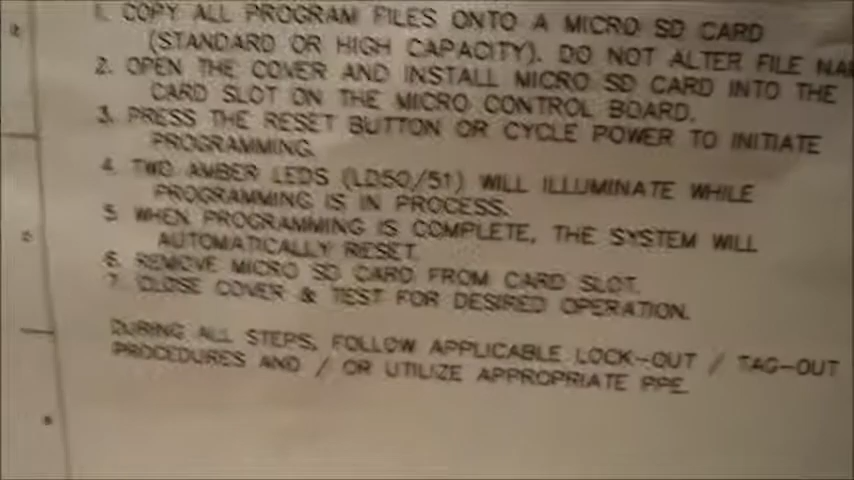 1. COPY ALL PROGRAM FILES ONTO A MICRO SD CARD
(STANDARD OR HIGH CAPACITY). DO NOT ALTER FILE NA
2. OPEN THE COVER AND INSTALL MICRO SD CARD INTO THE
CARD SLOT ON THE MICRO CONTROL BOARD.
3. PRESS THE RESET BUTTON OR CYCLE POWER TO INITIATE
PROGRAMMING.
4. TWO AMBER LEDS (LD50/51) WILL ILLUMINATE WHILE
PROGRAMMING IS IN PROCESS.
5. WHEN PROGRAMMING IS COMPLETE, THE SYSTEM WILL
AUTOMATICALLY RESET.
6. REMOVE MICRO SD CARD FROM CARD SLOT.
7. CLOSE COVER & TEST FOR DESIRED OPERATION.
DURING ALL STEPS, FOLLOW APPLICABLE LOCK-OUT / TAG-OUT
PROCEDURES AND / OR UTILIZE APPROPRIATE PPE.